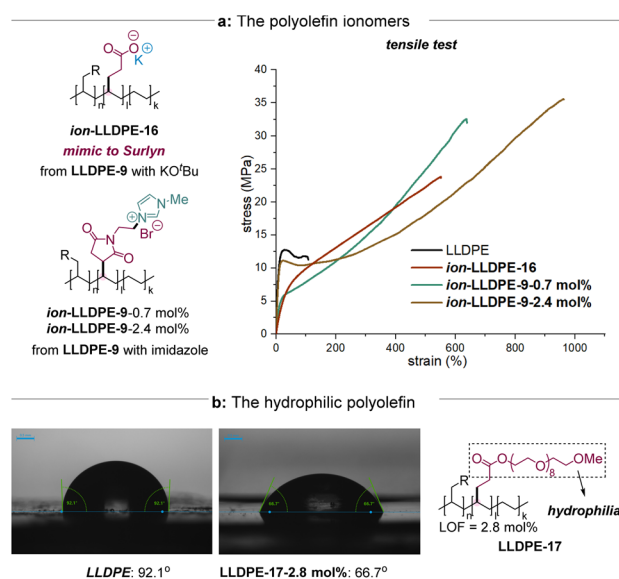 a: The polyolefin ionomers
O
O⊖
K⊕
R
n
l
k
ion-LLDPE-16
mimic to Surlyn
from LLDPE-9 with KOᵗBu
N
Me
N
⊕
Br⊖
O
N
O
R
n
l
k
ion-LLDPE-9-0.7 mol%
ion-LLDPE-9-2.4 mol%
from LLDPE-9 with imidazole
tensile test
stress (MPa)
40
35
30
25
20
15
10
5
0
0 200 400 600 800 1000
strain (%)
LLDPE
ion-LLDPE-16
ion-LLDPE-9-0.7 mol%
ion-LLDPE-9-2.4 mol%
b: The hydrophilic polyolefin
92.1° 92.1°
LLDPE: 92.1°
66.7° 66.7°
LLDPE-17-2.8 mol%: 66.7°
O
O
O
8
OMe
R
n
l
k
hydrophilia
LOF = 2.8 mol%
LLDPE-17